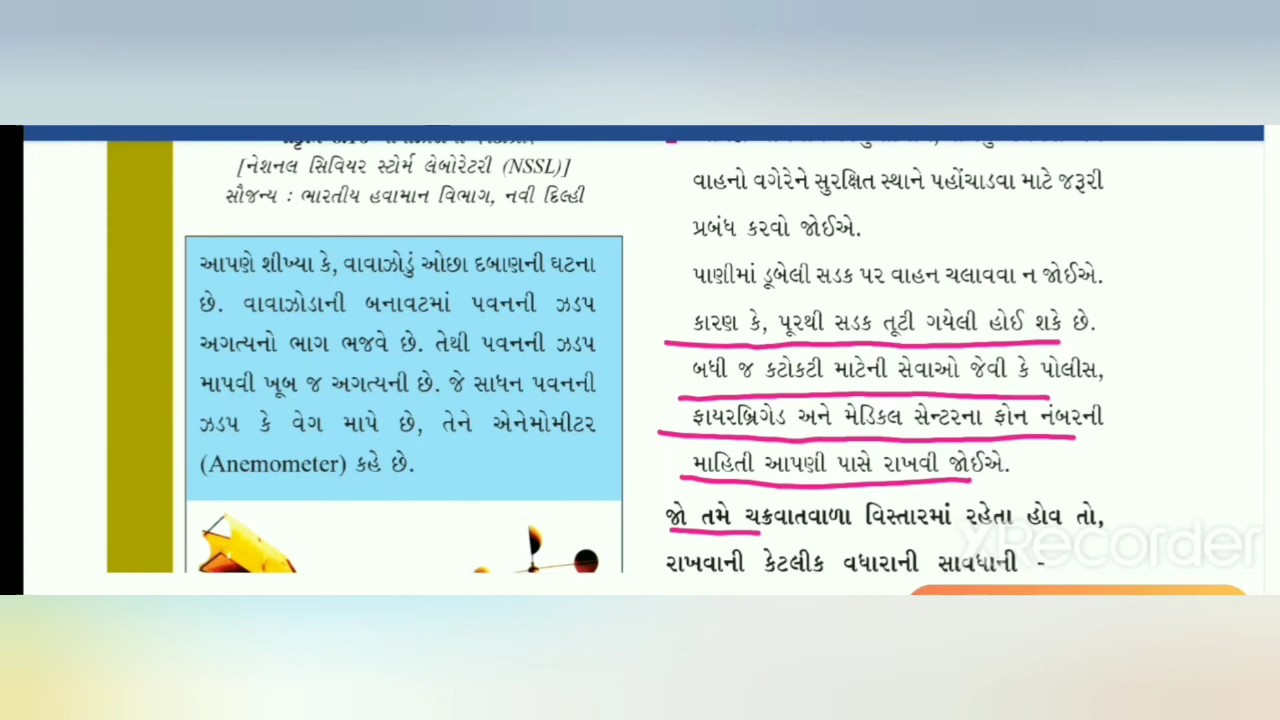 [નેશનલ સિવિયર સ્ટોર્મ લેબોરેટરી (NSSL)]
સૌજન્ય : ભારતીય હવામાન વિભાગ, નવી દિલ્હી
આપણે શીખ્યા કે, વાવાઝોડું ઓછા દબાણની ઘટના
છે. વાવાઝોડાની બનાવટમાં પવનની ઝડપ
અગત્યનો ભાગ ભજવે છે. તેથી પવનની ઝડપ
માપવી ખૂબ જ અગત્યની છે. જે સાધન પવનની
ઝડપ કે વેગ માપે છે, તેને એનેમોમીટર
(Anemometer) કહે છે.
વાહનો વગેરેને સુરક્ષિત સ્થાને પહોંચાડવા માટે જરૂરી
પ્રબંધ કરવો જોઈએ.
પાણીમાં ડૂબેલી સડક પર વાહન ચલાવવા ન જોઈએ.
કારણ કે, પૂરથી સડક તૂટી ગયેલી હોઈ શકે છે.
બધી જ કટોકટી માટેની સેવાઓ જેવી કે પોલીસ,
ફાયરબ્રિગેડ અને મેડિકલ સેન્ટરના ફોન નંબરની
માહિતી આપણી પાસે રાખવી જોઈએ.
જો તમે ચક્રવાતવાળા વિસ્તારમાં રહેતા હોવ તો,
રાખવાની કેટલીક વધારાની સાવધાની -
XRecorder